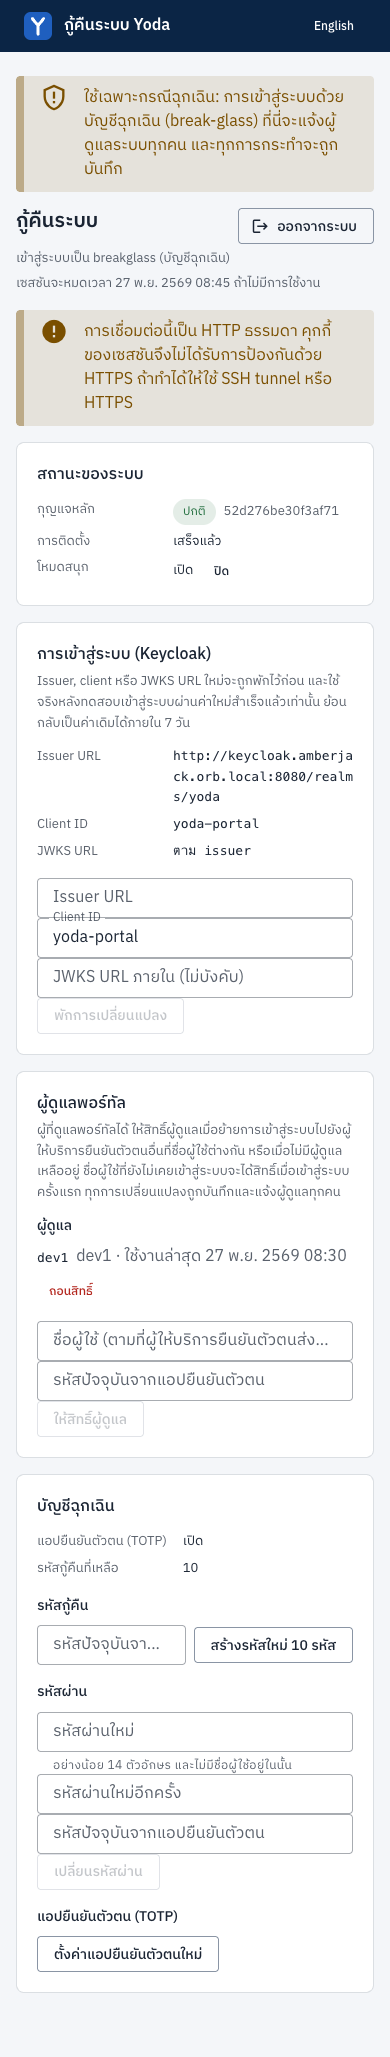 Y กู้คืนระบบ Yoda
English
ใช้เฉพาะกรณีฉุกเฉิน: การเข้าสู่ระบบด้วย
บัญชีฉุกเฉิน (break-glass) ที่นี่จะแจ้งผู้
ดูแลระบบทุกคน และทุกการกระทำจะถูก
บันทึก
กู้คืนระบบ
ออกจากระบบ
เข้าสู่ระบบเป็น breakglass (บัญชีฉุกเฉิน)
เซสชันจะหมดเวลา 27 พ.ย. 2569 08:45 ถ้าไม่มีการใช้งาน
การเชื่อมต่อนี้เป็น HTTP ธรรมดา คุกกี้
ของเซสชันจึงไม่ได้รับการป้องกันด้วย
HTTPS ถ้าทำได้ให้ใช้ SSH tunnel หรือ
HTTPS
สถานะของระบบ
กุญแจหลัก ปกติ 52d276be30f3af71
การติดตั้ง เสร็จแล้ว
โหมดสนุก เปิด ปิด
การเข้าสู่ระบบ (Keycloak)
Issuer, client หรือ JWKS URL ใหม่จะถูกพักไว้ก่อน และใช้
จริงหลังทดสอบเข้าสู่ระบบผ่านค่าใหม่สำเร็จแล้วเท่านั้น ย้อน
กลับเป็นค่าเดิมได้ภายใน 7 วัน
Issuer URL http://keycloak.amberja
ck.orb.local:8080/realm
s/yoda
Client ID yoda-portal
JWKS URL ตาม issuer
Issuer URL
Client ID
yoda-portal
JWKS URL ภายใน (ไม่บังคับ)
พักการเปลี่ยนแปลง
ผู้ดูแลพอร์ทัล
ผู้ที่ดูแลพอร์ทัลได้ ให้สิทธิ์ผู้ดูแลเมื่อย้ายการเข้าสู่ระบบไปยังผู้
ให้บริการยืนยันตัวตนอื่นที่ชื่อผู้ใช้ต่างกัน หรือเมื่อไม่มีผู้ดูแล
เหลืออยู่ ชื่อผู้ใช้ที่ยังไม่เคยเข้าสู่ระบบจะได้สิทธิ์เมื่อเข้าสู่ระบบ
ครั้งแรก ทุกการเปลี่ยนแปลงถูกบันทึกและแจ้งผู้ดูแลทุกคน
ผู้ดูแล
dev1 dev1 · ใช้งานล่าสุด 27 พ.ย. 2569 08:30
ถอนสิทธิ์
ชื่อผู้ใช้ (ตามที่ผู้ให้บริการยืนยันตัวตนส่ง...
รหัสปัจจุบันจากแอปยืนยันตัวตน
ให้สิทธิ์ผู้ดูแล
บัญชีฉุกเฉิน
แอปยืนยันตัวตน (TOTP) เปิด
รหัสกู้คืนที่เหลือ 10
รหัสกู้คืน
รหัสปัจจุบันจา... สร้างรหัสใหม่ 10 รหัส
รหัสผ่าน
รหัสผ่านใหม่
อย่างน้อย 14 ตัวอักษร และไม่มีชื่อผู้ใช้อยู่ในนั้น
รหัสผ่านใหม่อีกครั้ง
รหัสปัจจุบันจากแอปยืนยันตัวตน
เปลี่ยนรหัสผ่าน
แอปยืนยันตัวตน (TOTP)
ตั้งค่าแอปยืนยันตัวตนใหม่